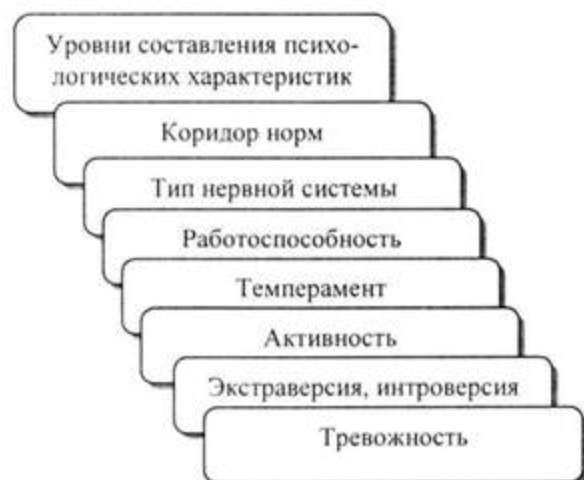 Уровни составления психо-
логических характеристик
Коридор норм
Тип нервной системы
Работоспособность
Темперамент
Активность
Экстраверсия, интроверсия
Тревожность